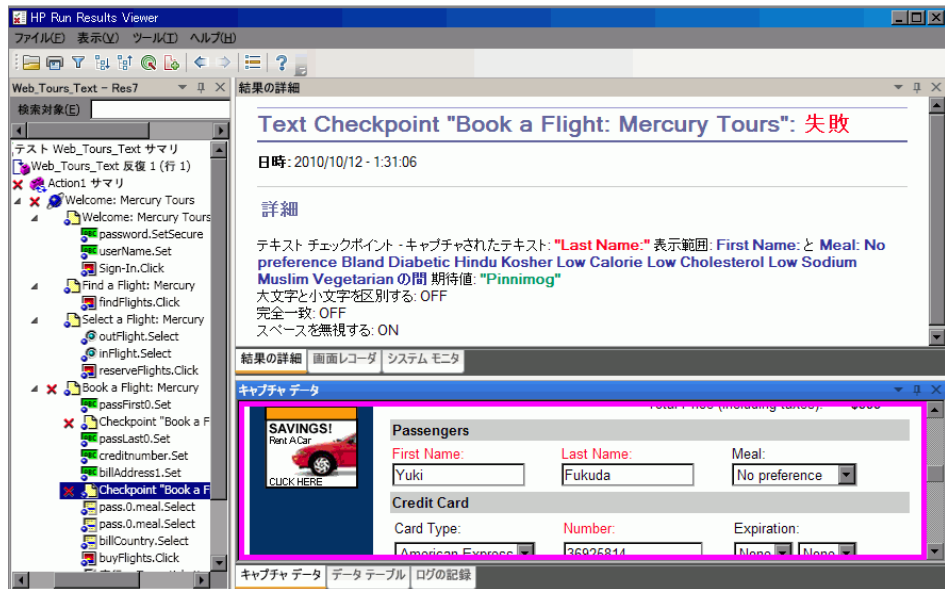 HP Run Results Viewer
ファイル(F) 表示(V) ツール(T) ヘルプ(H)
Web_Tours_Text - Res7
検索対象(E)
テスト Web_Tours_Text サマリ
Web_Tours_Text 反復 1 (行 1)
Action1 サマリ
Welcome: Mercury Tours
Welcome: Mercury Tours
password.SetSecure
userName.Set
Sign-In.Click
Find a Flight: Mercury
findFlights.Click
Select a Flight: Mercury
outFlight.Select
inFlight.Select
reserveFlights.Click
Book a Flight: Mercury
passFirst0.Set
Checkpoint "Book a F
passLast0.Set
creditnumber.Set
billAddress1.Set
Checkpoint "Book a F
pass.0.meal.Select
pass.0.meal.Select
billCountry.Select
buyFlights.Click
結果の詳細
Text Checkpoint "Book a Flight: Mercury Tours": 失敗
日時: 2010/10/12 - 1:31:06
詳細
テキスト チェックポイント - キャプチャされたテキスト: "Last Name:" 表示範囲: First Name: と Meal: No
preference Bland Diabetic Hindu Kosher Low Calorie Low Cholesterol Low Sodium
Muslim Vegetarian の間 期待値: "Pinnimog"
大文字と小文字を区別する: OFF
完全一致: OFF
スペースを無視する: ON
結果の詳細 画面レコーダ システム モニタ
キャプチャ データ
SAVINGS!
Rent A Car
CLICK HERE
Passengers
First Name: Last Name: Meal:
Yuki Fukuda No preference
Credit Card
Card Type: Number: Expiration:
American Express 36925814 None None
キャプチャ データ データ テーブル ログの記録